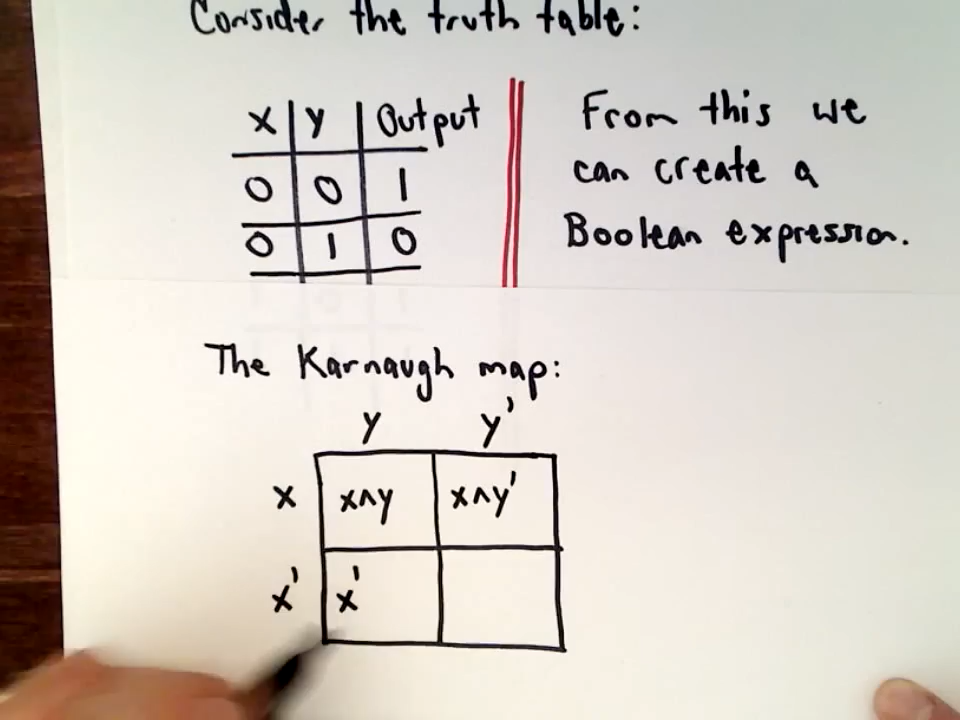 Consider the truth table:
x y Output
0 0 1
0 1 0
From this we
can create a
Boolean expression.
The Karnaugh map:
y y'
x x∧y x∧y'
x' x'